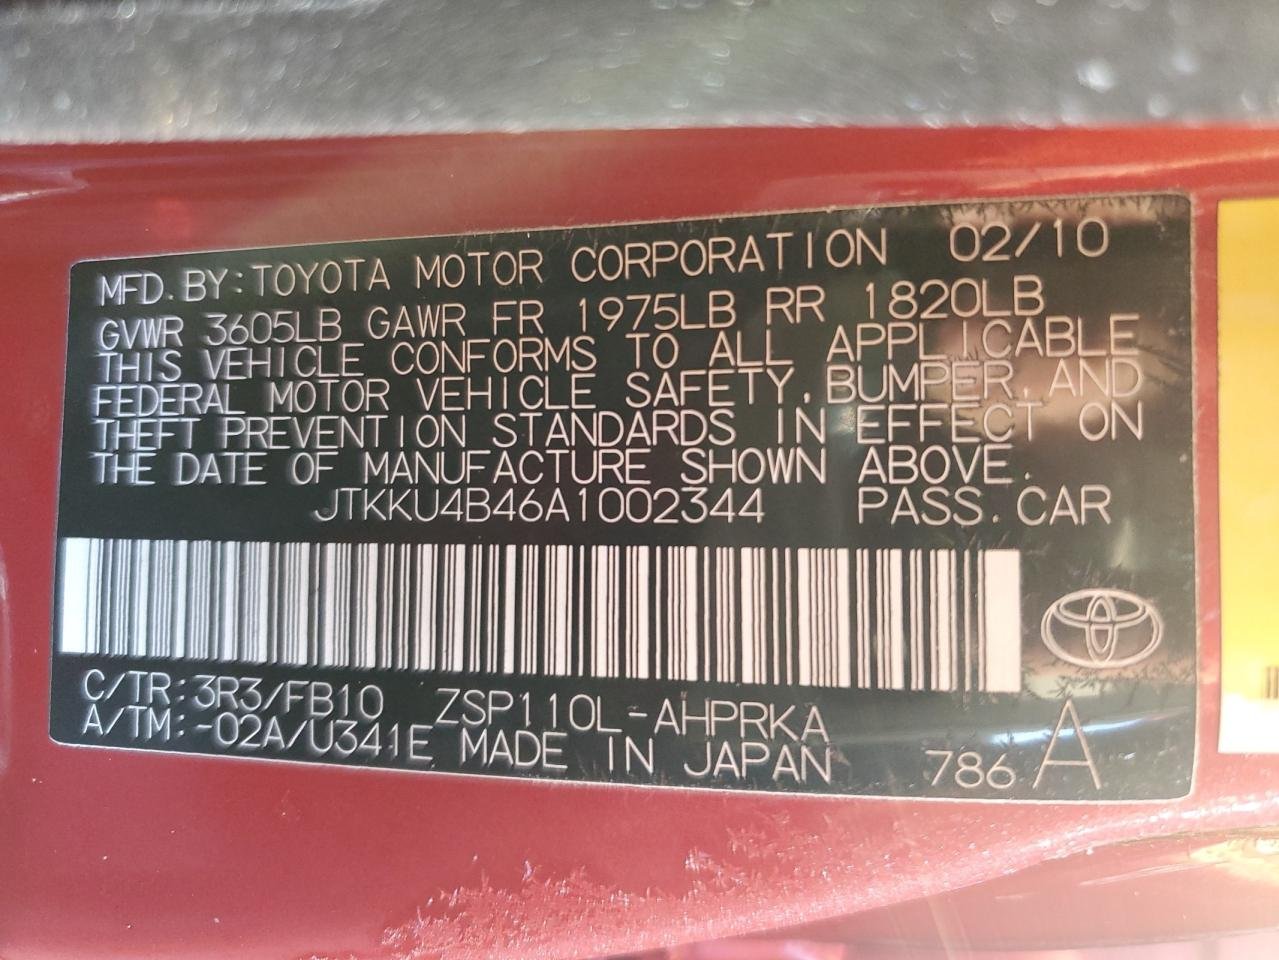 MFD. BY: TOYOTA MOTOR CORPORATION 02/10
GVWR 3605LB GAWR FR 1975LB RR 1820LB
THIS VEHICLE CONFORMS TO ALL APPLICABLE
FEDERAL MOTOR VEHICLE SAFETY, BUMPER, AND
THEFT PREVENTION STANDARDS IN EFFECT ON
THE DATE OF MANUFACTURE SHOWN ABOVE.
JTKKU4B46A1002344 PASS. CAR
C/TR: 3R3/FB10 ZSP110L-AHPRKA
A/TM: -02A/U341E MADE IN JAPAN 786 A